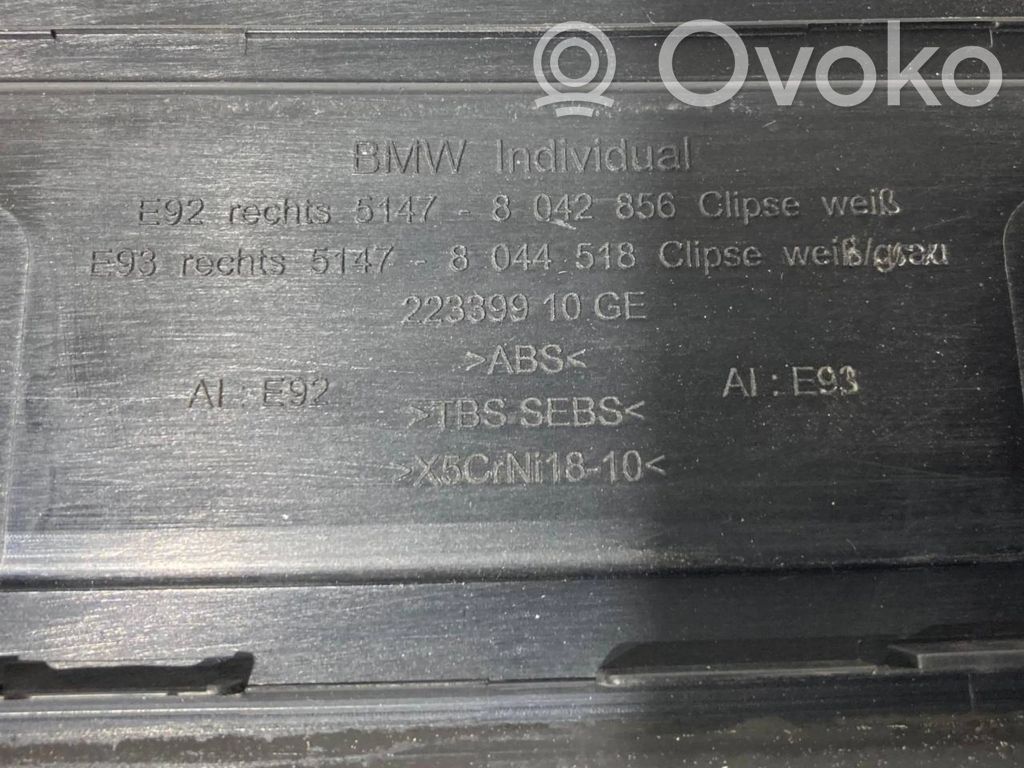 Ovoko
BMW Individual
E92 rechts 5147 - 8 042 856 Clipse weiß
E93 rechts 5147 - 8 044 518 Clipse weiß/grau
223399 10 GE
>ABS<
AI : E92
AI : E93
>TBS SEBS<
>X5CrNi18-10<